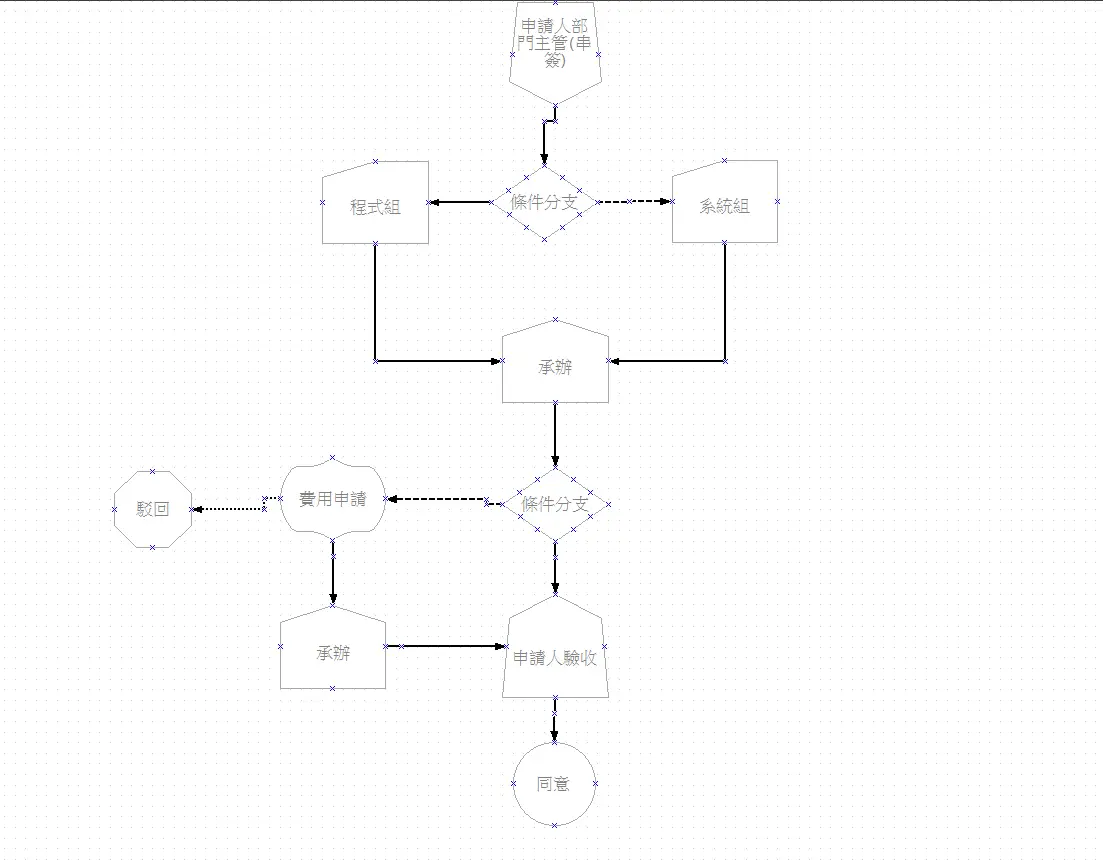 申請人部
門主管(串
簽)
程式組
條件分支
系統組
承辦
駁回
費用申請
條件分支
承辦
申請人驗收
同意